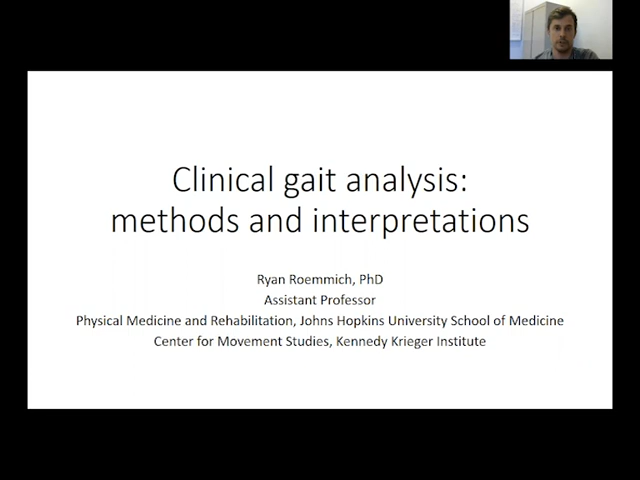 Clinical gait analysis:
methods and interpretations
Ryan Roemmich, PhD
Assistant Professor
Physical Medicine and Rehabilitation, Johns Hopkins University School of Medicine
Center for Movement Studies, Kennedy Krieger Institute